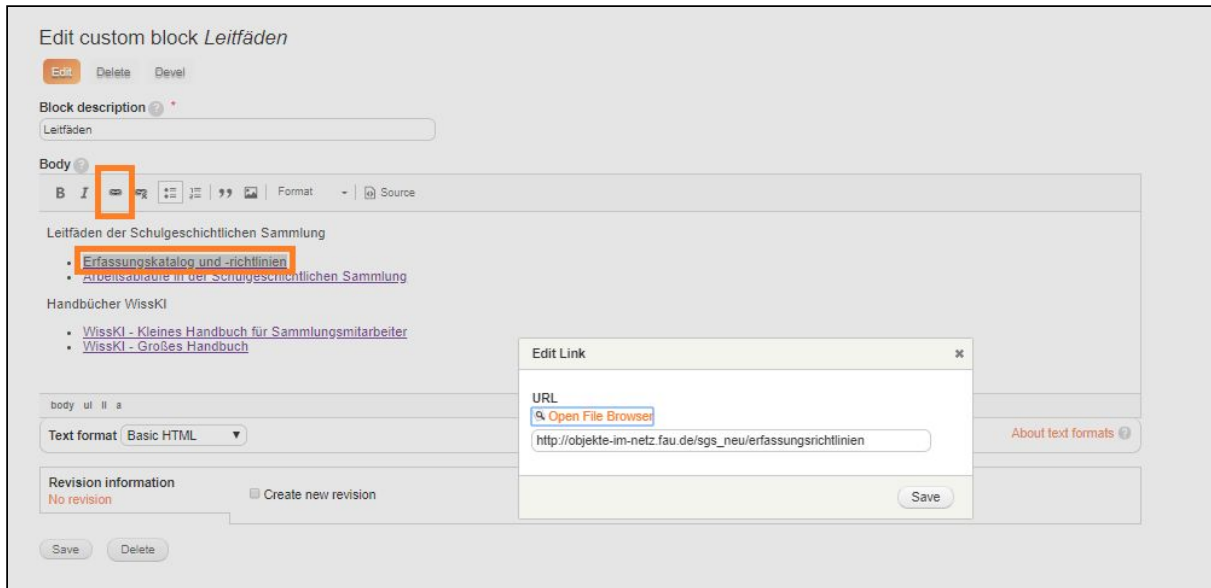 Edit custom block Leitfäden
Edit Delete Devel
Block description ? *
Leitfäden
Body ?
B I Format Source
Leitfäden der Schulgeschichtlichen Sammlung
Erfassungskatalog und -richtlinien
Arbeitsabläufe in der Schulgeschichtlichen Sammlung
Handbücher WissKI
WissKI - Kleines Handbuch für Sammlungsmitarbeiter
WissKI - Großes Handbuch
body ul li a
Text format Basic HTML
About text formats ?
Revision information
No revision
Create new revision
Save Delete
Edit Link
URL
Open File Browser
http://objekte-im-netz.fau.de/sgs_neu/erfassungsrichtlinien
Save